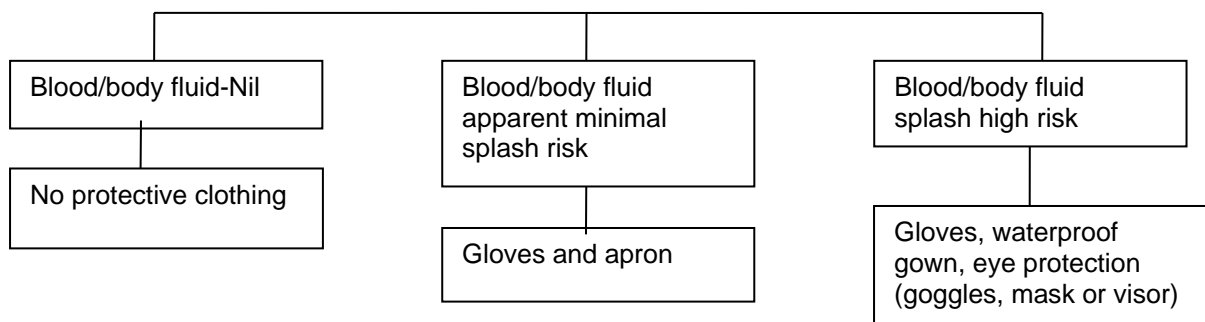 Blood/body fluid-Nil
No protective clothing
Blood/body fluid
apparent minimal
splash risk
Gloves and apron
Blood/body fluid
splash high risk
Gloves, waterproof
gown, eye protection
(goggles, mask or visor)